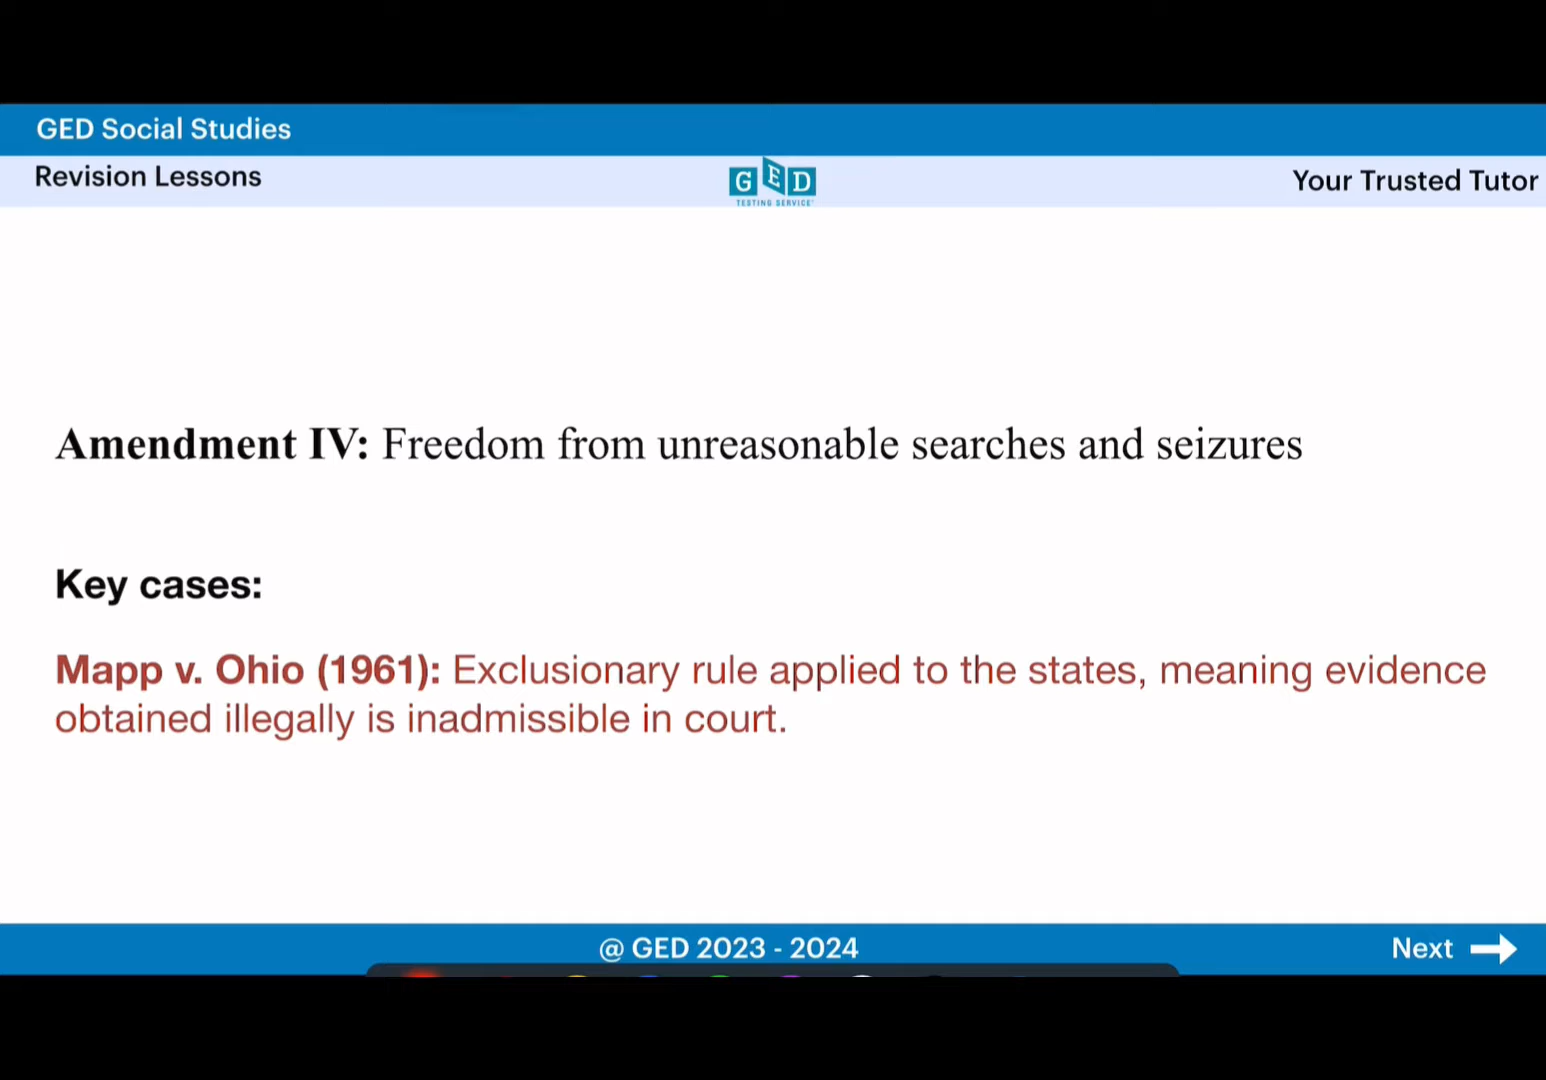 GED Social Studies
Revision Lessons
GED
TESTING SERVICE
Your Trusted Tutor
Amendment IV: Freedom from unreasonable searches and seizures
Key cases:
Mapp v. Ohio (1961): Exclusionary rule applied to the states, meaning evidence
obtained illegally is inadmissible in court.
@ GED 2023 - 2024
Next